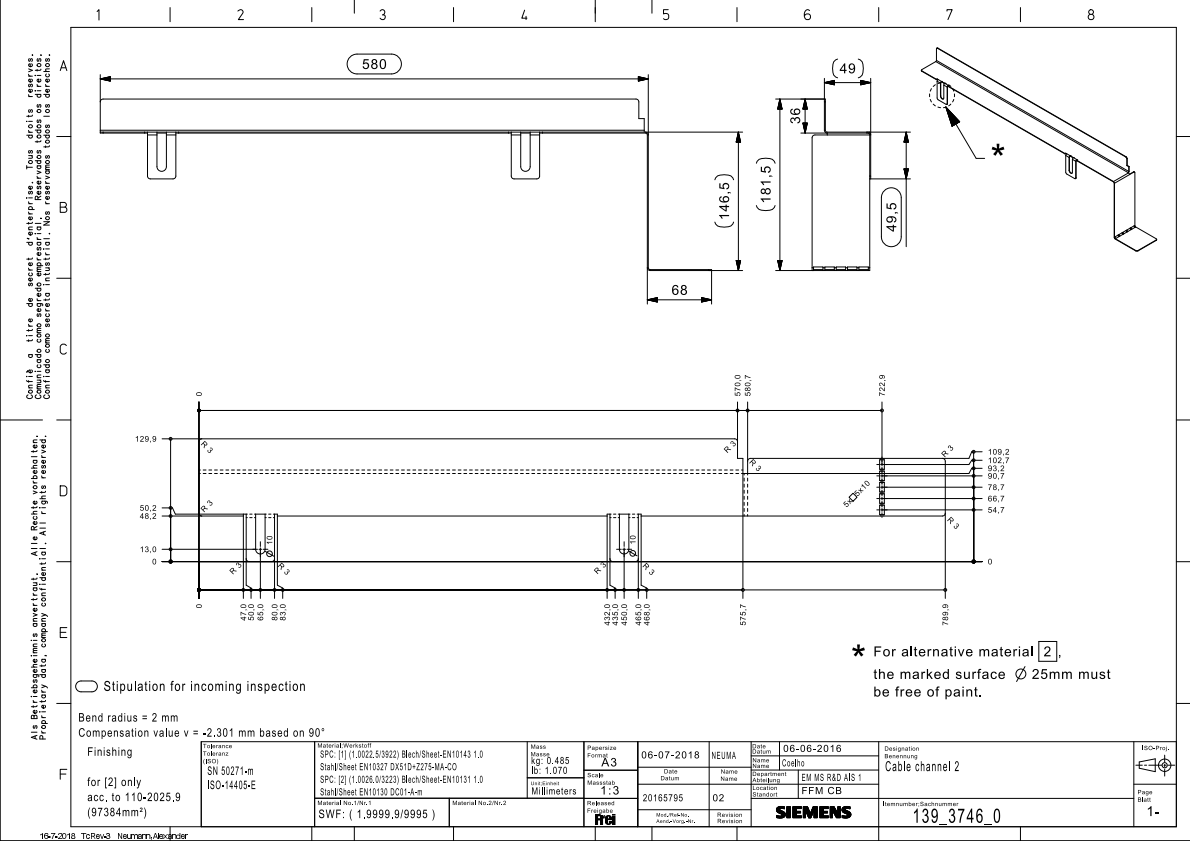 1 2 3 4 5 6 7 8
A
B
C
D
E
F
Confié a titre de secret d'enterprise. Tous droits reserves.
Comunicado como segredo empresarial. Reservados todos os direitos.
Confiado como secreto industrial. Nos reservamos todos los derechos.
Als Betriebsgeheimnis anvertraut. Alle Rechte vorbehalten.
Proprietary data, company confidential. All rights reserved.
580
(146,5)
68
(49)
36
(181,5)
49,5
*
0
570,0
580,7
722,9
129,9
50,2
48,2
13,0
0
R 3
R 3
R 3
R 3
R 3
R 3
R 3
R 3
R 3
R 3
Ø 10
Ø 10
5x□5x10
109,2
102,7
93,2
90,7
78,7
66,7
54,7
0
0
47,0
50,0
65,0
80,0
83,0
432,0
435,0
450,0
465,0
468,0
575,7
789,9
* For alternative material 2,
the marked surface Ø 25mm must
be free of paint.
Stipulation for incoming inspection
Bend radius = 2 mm
Compensation value v = -2.301 mm based on 90°
Finishing
for [2] only
acc. to 110-2025,9
(97384mm²)
Tolerance
Toleranz
(ISO)
SN 50271-m
ISO-14405-E
Material/Werkstoff
SPC: [1] (1.0022.5/3922) Blech/Sheet-EN10143 1.0
Stahl/Sheet EN10327 DX51D+Z275-MA-CO
SPC: [2] (1.0026.0/3223) Blech/Sheet-EN10131 1.0
Stahl/Sheet EN10130 DC01-A-m
Material No.1/Nr.1
SWF: ( 1,9999,9/9995 )
Material No.2/Nr.2
Mass
Masse
kg: 0.485
lb: 1.070
Unit/Einheit
Millimeters
Papersize
Format
A3
Scale
Massstab
1:3
Released
Freigabe
Frei
06-07-2018
NEUMA
Date
Datum
Name
Name
20165795
02
Mod./Rel-No.
Aend.-Vorg.-Nr.
Revision
Revision
Date
Datum
06-06-2016
Name
Name
Coelho
Department
Abteilung
EM MS R&D AIS 1
Location
Standort
FFM CB
SIEMENS
Designation
Benennung
Cable channel 2
Itemnumber/Sachnummer
139_3746_0
ISO-Proj.
Page
Blatt
1-
16-7-2018 TcRev-3 Neumann,Alexander